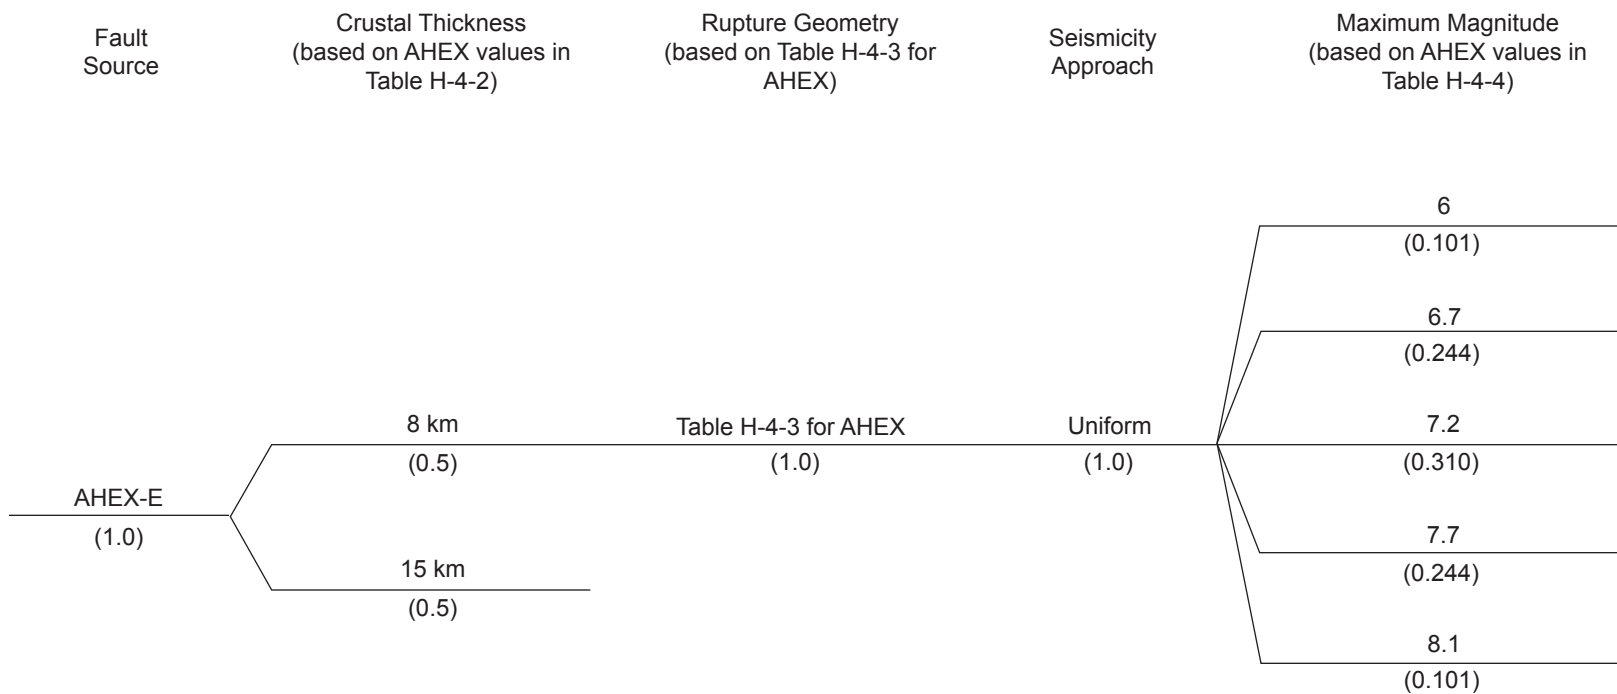 Fault
Source
Crustal Thickness
(based on AHEX values in
Table H-4-2)
Rupture Geometry
(based on Table H-4-3 for
AHEX)
Seismicity
Approach
Maximum Magnitude
(based on AHEX values in
Table H-4-4)
AHEX-E
(1.0)
8 km
(0.5)
15 km
(0.5)
Table H-4-3 for AHEX
(1.0)
Uniform
(1.0)
6
(0.101)
6.7
(0.244)
7.2
(0.310)
7.7
(0.244)
8.1
(0.101)